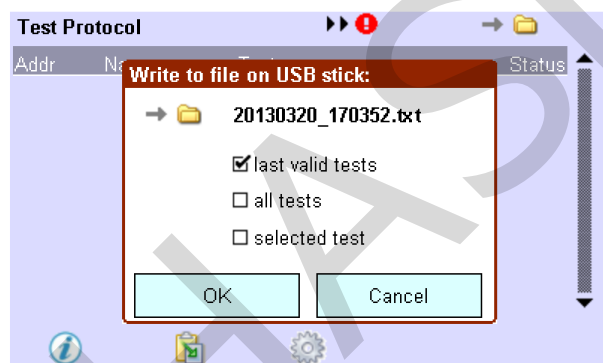 Test Protocol
Addr Status
Write to file on USB stick:
20130320_170352.txt
last valid tests
all tests
selected test
OK Cancel